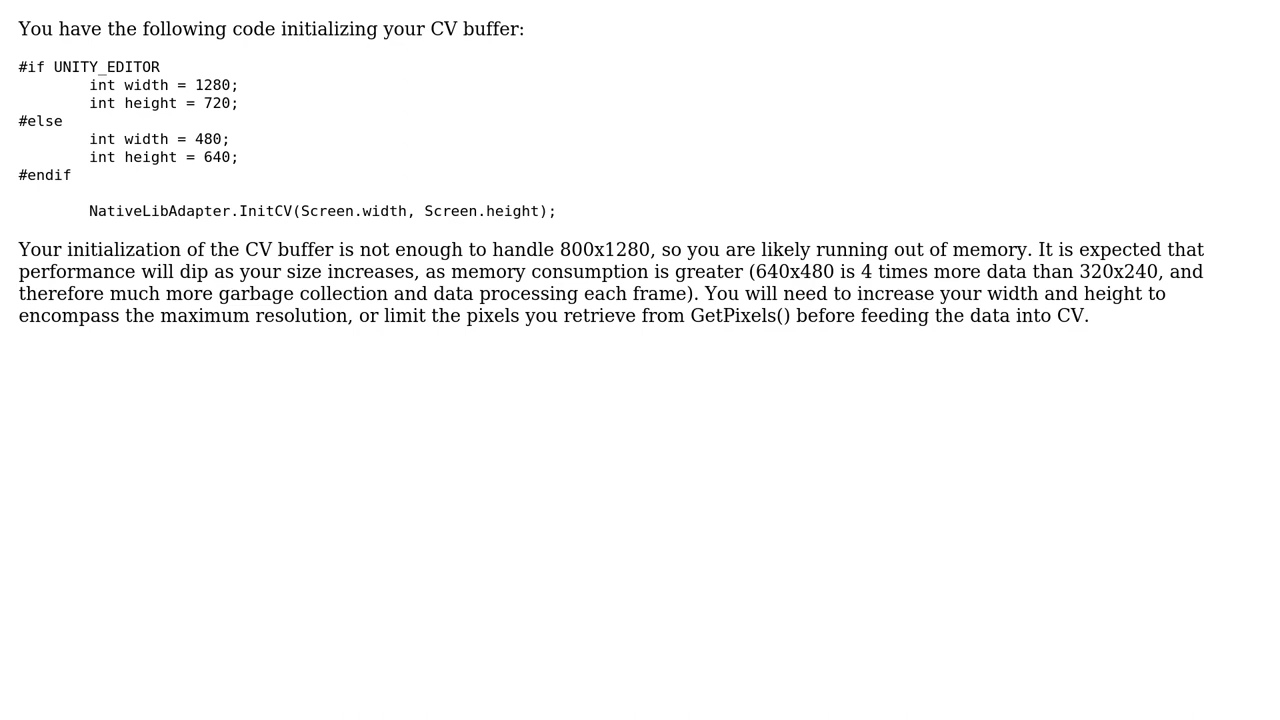 You have the following code initializing your CV buffer:
#if UNITY_EDITOR
        int width = 1280;
        int height = 720;
#else
        int width = 480;
        int height = 640;
#endif
        NativeLibAdapter.InitCV(Screen.width, Screen.height);
Your initialization of the CV buffer is not enough to handle 800x1280, so you are likely running out of memory. It is expected that
performance will dip as your size increases, as memory consumption is greater (640x480 is 4 times more data than 320x240, and
therefore much more garbage collection and data processing each frame). You will need to increase your width and height to
encompass the maximum resolution, or limit the pixels you retrieve from GetPixels() before feeding the data into CV.